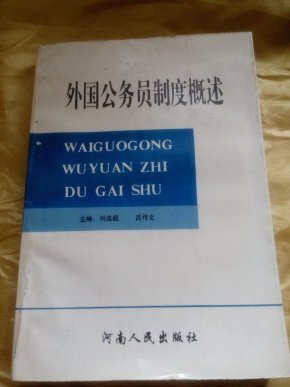 外国公务员制度概述
WAIGUOGONG
WUYUAN ZHI
DU GAI SHU
主编：刘连超 吕传文
河南人民出版社